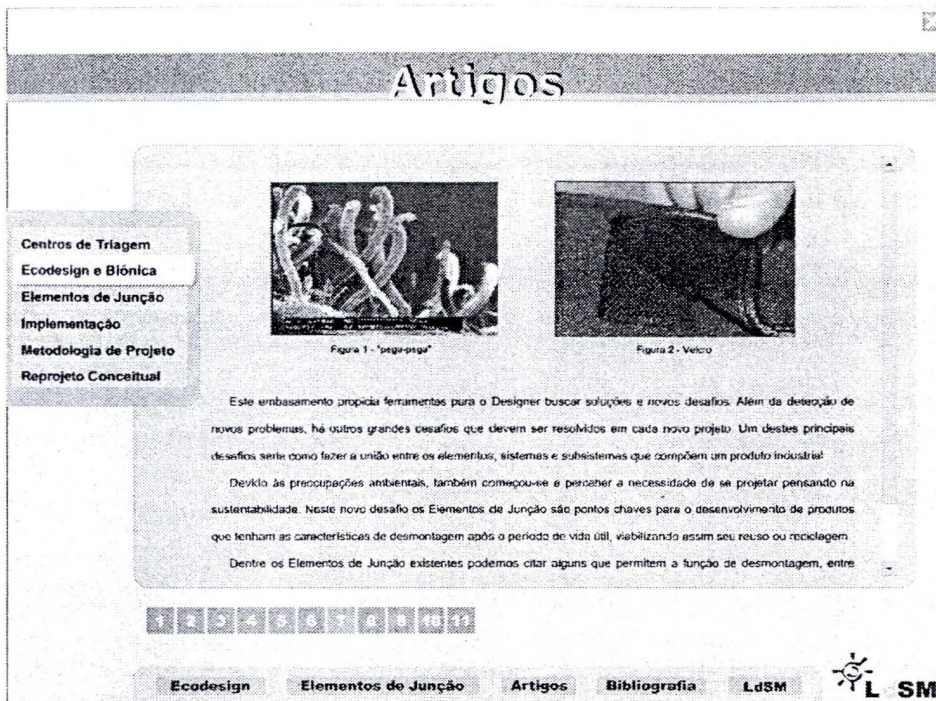 Artigos
Centros de Triagem
Ecodesign e Biônica
Elementos de Junção
Implementação
Metodologia de Projeto
Reprojeto Conceitual
Figura 1 - "pega-pega"
Figura 2 - Velcro
Este embasamento propicia ferramentas para o Designer buscar soluções e novos desafios. Além da detecção de
novos problemas, há outros grandes desafios que devem ser resolvidos em cada novo projeto. Um destes principais
desafios seria como fazer a união entre os elementos, sistemas e subsistemas que compõem um produto industrial.
Devido às preocupações ambientais, também começou-se a perceber a necessidade de se projetar pensando na
sustentabilidade. Neste novo desafio os Elementos de Junção são pontos chaves para o desenvolvimento de produtos
que tenham as características de desmontagem após o período de vida útil, viabilizando assim seu reuso ou reciclagem.
Dentre os Elementos de Junção existentes podemos citar alguns que permitem a função de desmontagem, entre
1 2 3 4 5 6 7 8 9 10 11
Ecodesign Elementos de Junção Artigos Bibliografia LdSM
L SM